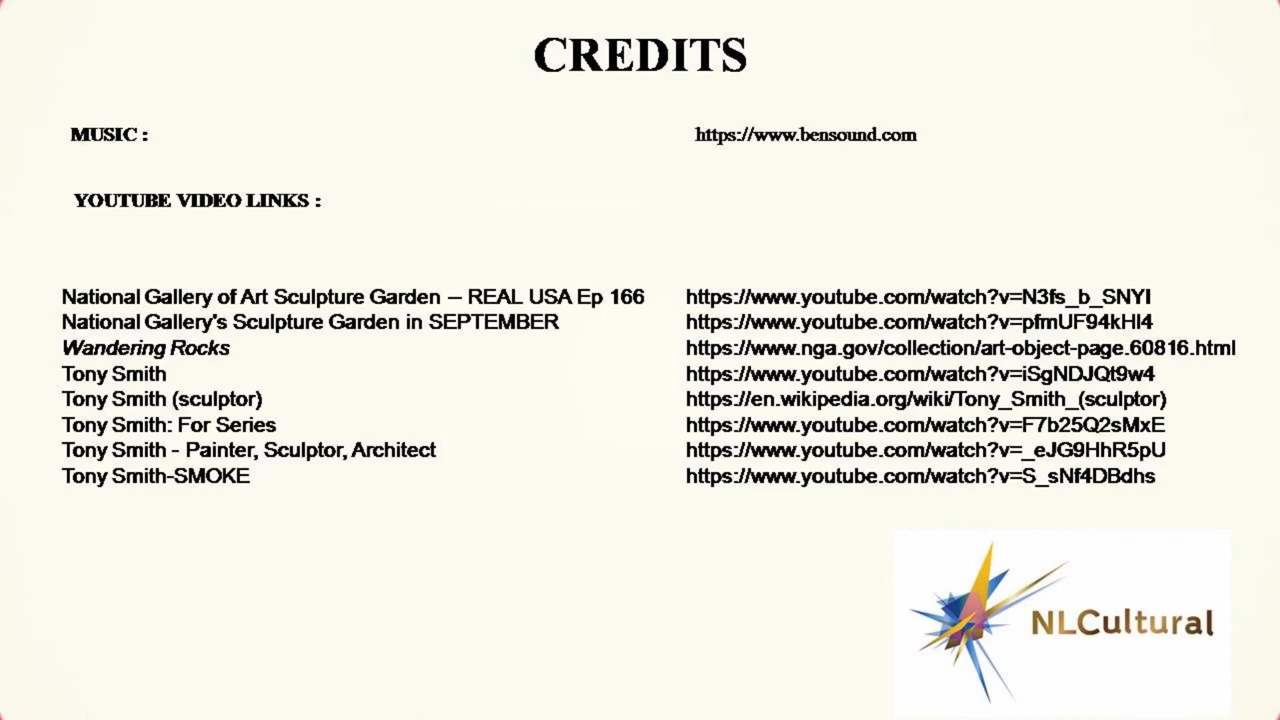 CREDITS
MUSIC : https://www.bensound.com
YOUTUBE VIDEO LINKS :
National Gallery of Art Sculpture Garden – REAL USA Ep 166 https://www.youtube.com/watch?v=N3fs_b_SNYI
National Gallery's Sculpture Garden in SEPTEMBER https://www.youtube.com/watch?v=pfmUF94kHI4
Wandering Rocks https://www.nga.gov/collection/art-object-page.60816.html
Tony Smith https://www.youtube.com/watch?v=iSgNDJQt9w4
Tony Smith (sculptor) https://en.wikipedia.org/wiki/Tony_Smith_(sculptor)
Tony Smith: For Series https://www.youtube.com/watch?v=F7b25Q2sMxE
Tony Smith - Painter, Sculptor, Architect https://www.youtube.com/watch?v=_eJG9HhR5pU
Tony Smith-SMOKE https://www.youtube.com/watch?v=S_sNf4DBdhs
NLCultural